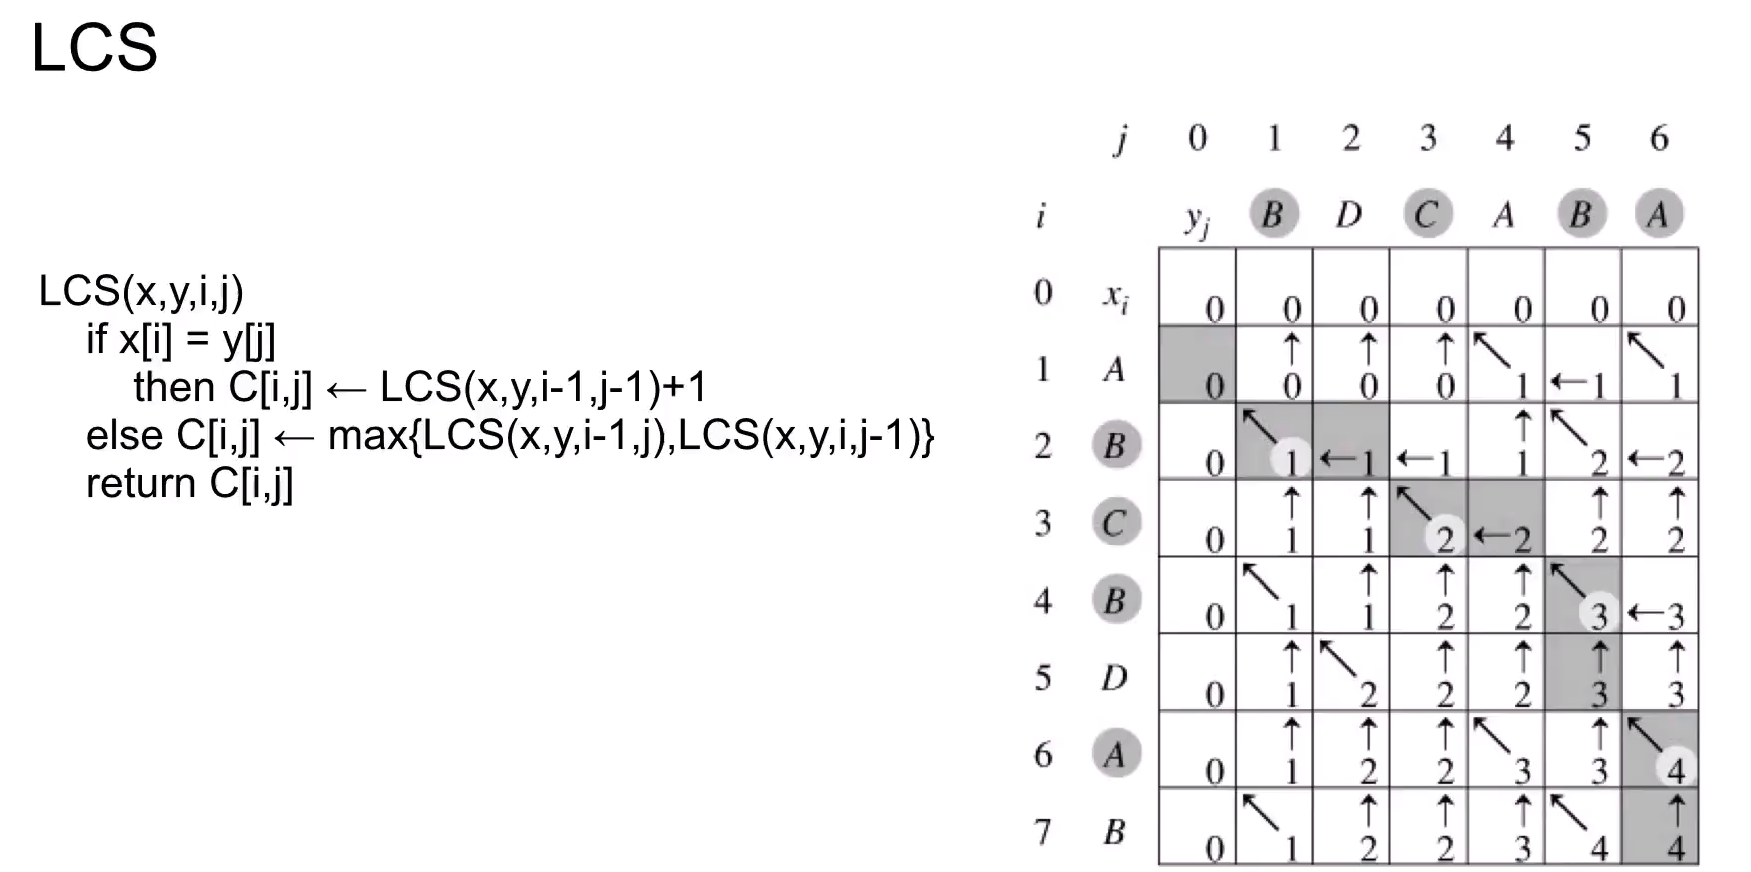 LCS
LCS(x,y,i,j)
if x[i] = y[j]
then C[i,j] ← LCS(x,y,i-1,j-1)+1
else C[i,j] ← max{LCS(x,y,i-1,j),LCS(x,y,i,j-1)}
return C[i,j]
j 0 1 2 3 4 5 6
i yj B D C A B A
0 xi 0 0 0 0 0 0 0
1 A 0 ↑0 ↑0 ↑0 ↖1 ←1 ↖1
2 B 0 ↖1 ←1 ←1 ↑1 ↖2 ←2
3 C 0 ↑1 ↑1 ↖2 ←2 ↑2 ↑2
4 B 0 ↖1 ↑1 ↑2 ↑2 ↖3 ←3
5 D 0 ↑1 ↖2 ↑2 ↑2 ↑3 ↑3
6 A 0 ↑1 ↑2 ↑2 ↖3 ↑3 ↖4
7 B 0 ↖1 ↑2 ↑2 ↑3 ↖4 ↑4